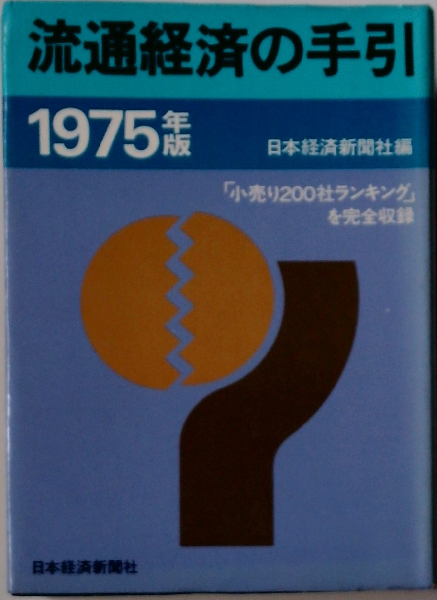 流通経済の手引
1975年版
日本経済新聞社編
「小売り200社ランキング」
を完全収録
日本経済新聞社